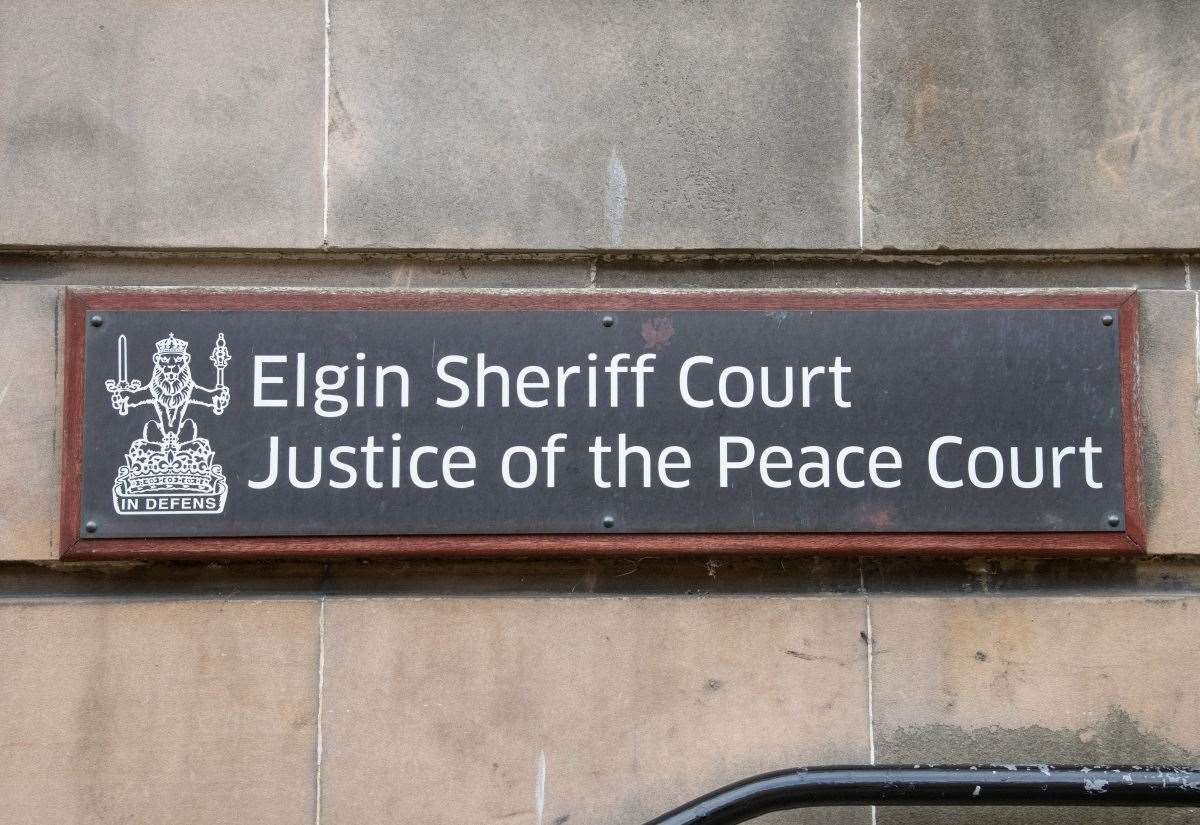 Elgin Sheriff Court
Justice of the Peace Court
IN DEFENS